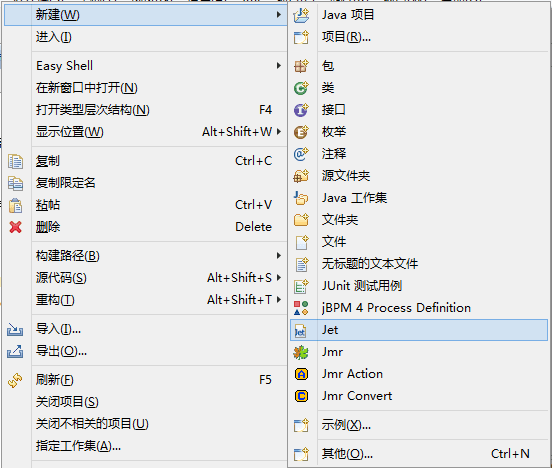 新建(W)
进入(I)
Easy Shell
在新窗口中打开(N)
打开类型层次结构(N) F4
显示位置(W) Alt+Shift+W
复制 Ctrl+C
复制限定名
粘帖 Ctrl+V
删除 Delete
构建路径(B)
源代码(S) Alt+Shift+S
重构(T) Alt+Shift+T
导入(I)...
导出(O)...
刷新(F) F5
关闭项目(S)
关闭不相关的项目(U)
指定工作集(A)...
Java 项目
项目(R)...
包
类
接口
枚举
注释
源文件夹
Java 工作集
文件夹
文件
无标题的文本文件
JUnit 测试用例
jBPM 4 Process Definition
Jet
Jmr
Jmr Action
Jmr Convert
示例(X)...
其他(O)... Ctrl+N